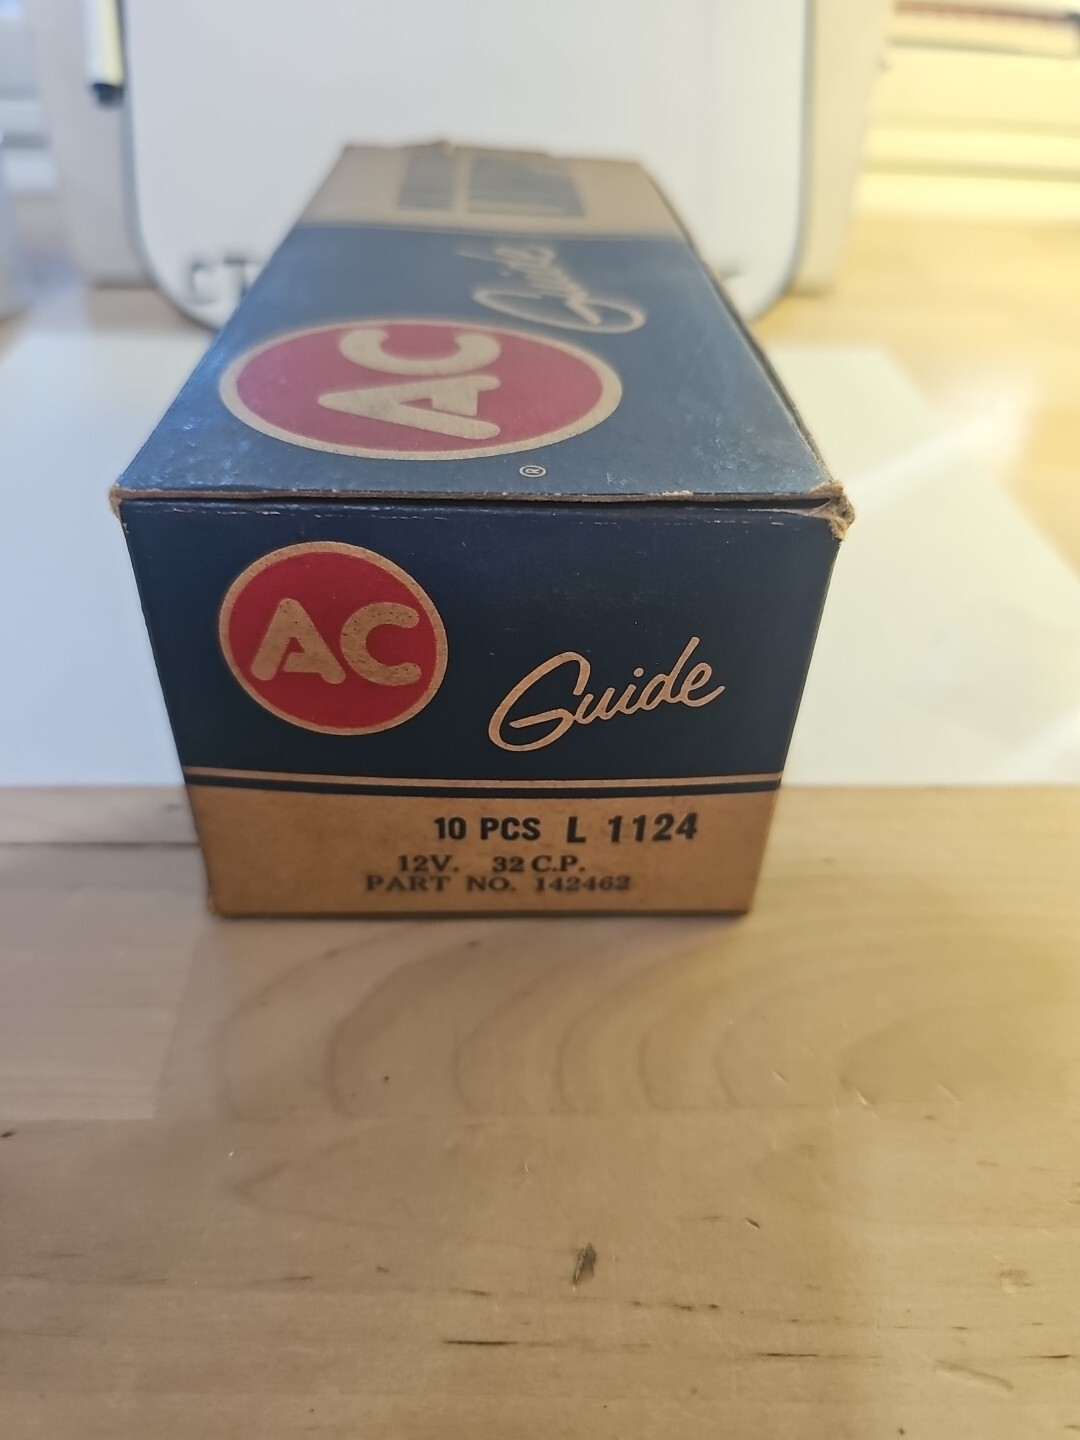 Guide
AC
®
AC
Guide
10 PCS L 1124
12V. 32 C.P.
PART NO. 142462